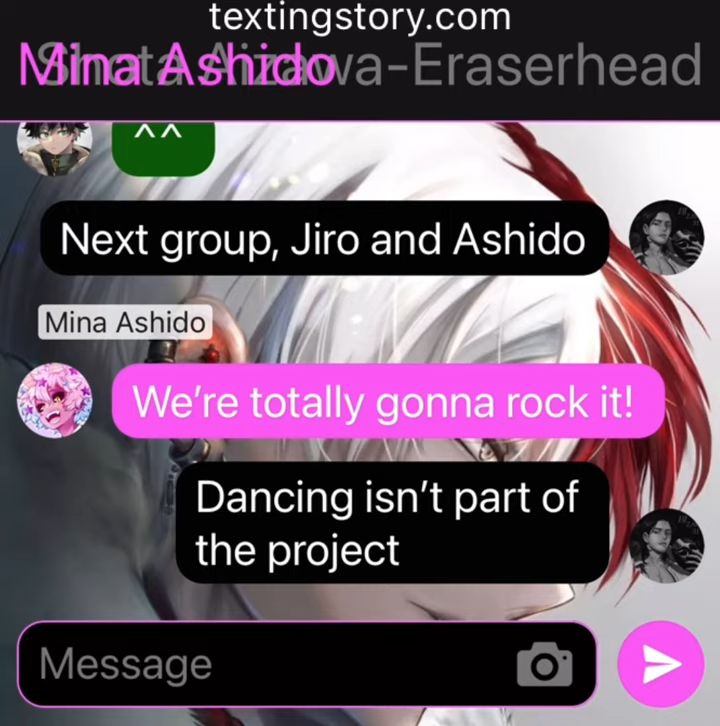 textingstory.com
Mina Ashido
Shota Aizawa-Eraserhead
^^
Next group, Jiro and Ashido
Mina Ashido
We’re totally gonna rock it!
Dancing isn’t part of
the project
Message